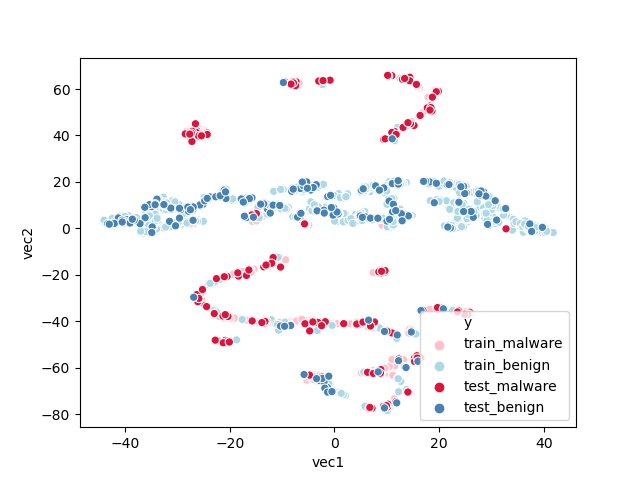 60
40
20
0
−20
−40
−60
−80
vec2
−40
−20
0
20
40
vec1
y
train_malware
train_benign
test_malware
test_benign